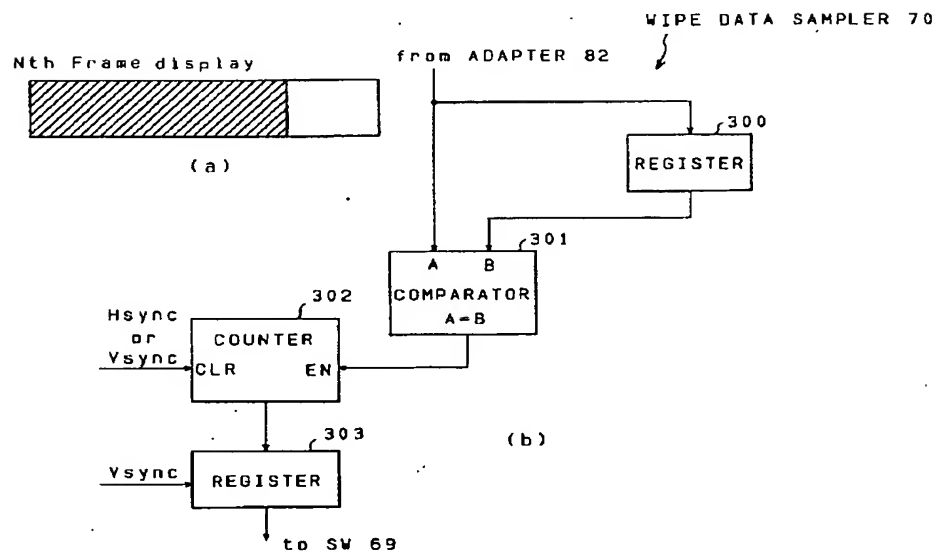 WIPE DATA SAMPLER 70
Nth Frame display
from ADAPTER 82
(a)
300
REGISTER
301
A B
COMPARATOR
A=B
302
Hsync
or
Vsync
COUNTER
CLR EN
303
(b)
Vsync
REGISTER
to SW 69